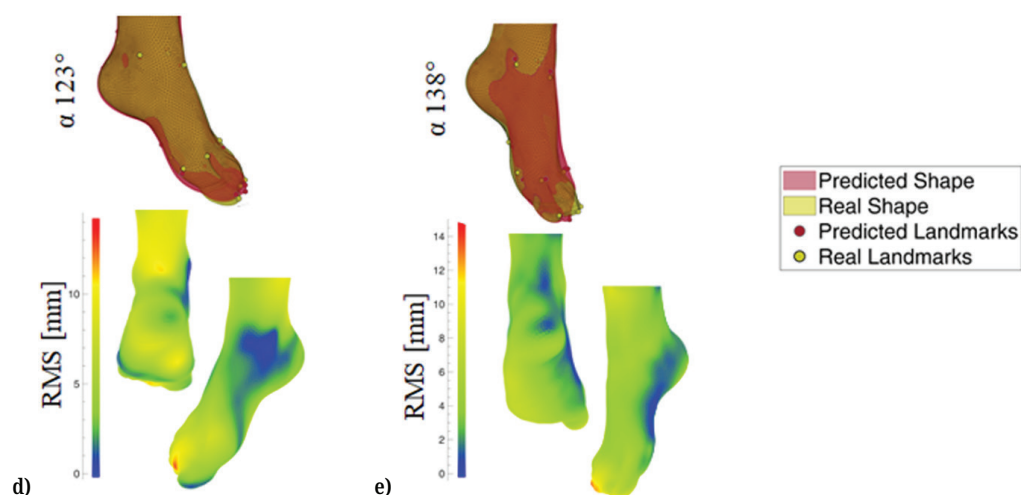 α 123°
α 138°
Predicted Shape
Real Shape
Predicted Landmarks
Real Landmarks
RMS [mm]
10
5
0
RMS [mm]
14
12
10
8
6
4
2
0
d)
e)